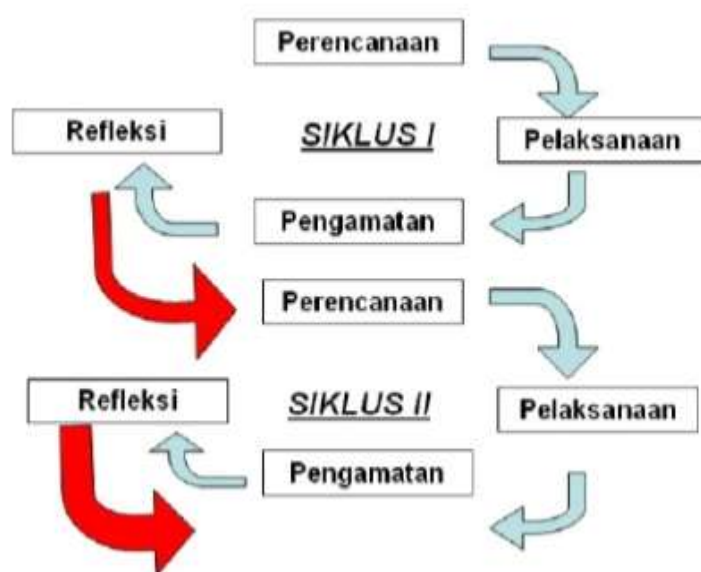 Perencanaan
Refleksi
SIKLUS I
Pelaksanaan
Pengamatan
Perencanaan
Refleksi
SIKLUS II
Pelaksanaan
Pengamatan